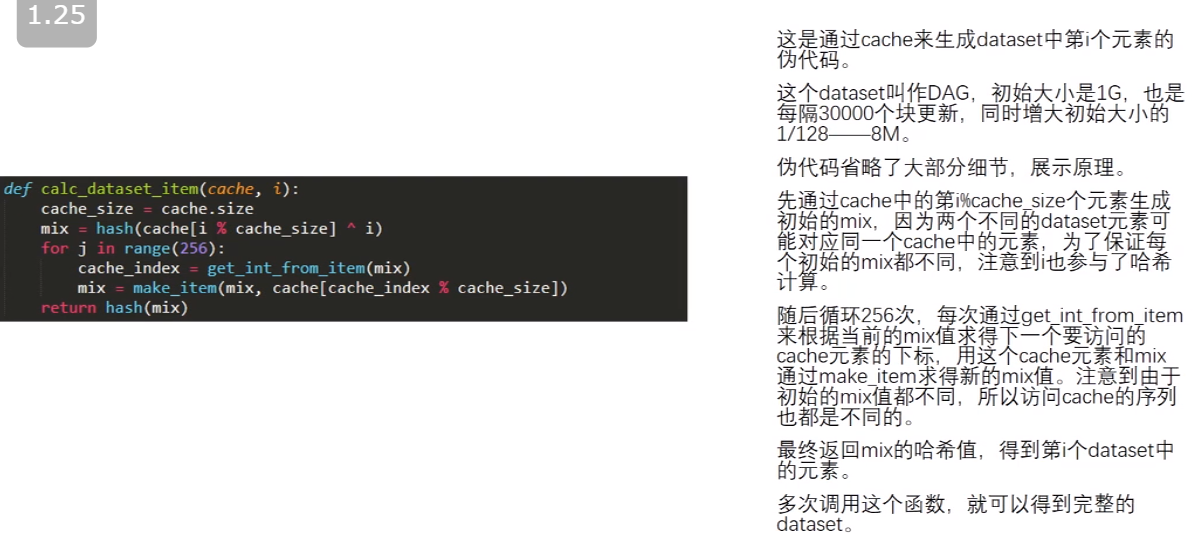 1.25
def calc_dataset_item(cache, i):
    cache_size = cache.size
    mix = hash(cache[i % cache_size] ^ i)
    for j in range(256):
        cache_index = get_int_from_item(mix)
        mix = make_item(mix, cache[cache_index % cache_size])
    return hash(mix)
这是通过cache来生成dataset中第i个元素的
伪代码。
这个dataset叫作DAG，初始大小是1G，也是
每隔30000个块更新，同时增大初始大小的
1/128——8M。
伪代码省略了大部分细节，展示原理。
先通过cache中的第i%cache_size个元素生成
初始的mix，因为两个不同的dataset元素可
能对应同一个cache中的元素，为了保证每
个初始的mix都不同，注意到i也参与了哈希
计算。
随后循环256次，每次通过get_int_from_item
来根据当前的mix值求得下一个要访问的
cache元素的下标，用这个cache元素和mix
通过make_item求得新的mix值。注意到由于
初始的mix值都不同，所以访问cache的序列
也都是不同的。
最终返回mix的哈希值，得到第i个dataset中
的元素。
多次调用这个函数，就可以得到完整的
dataset。